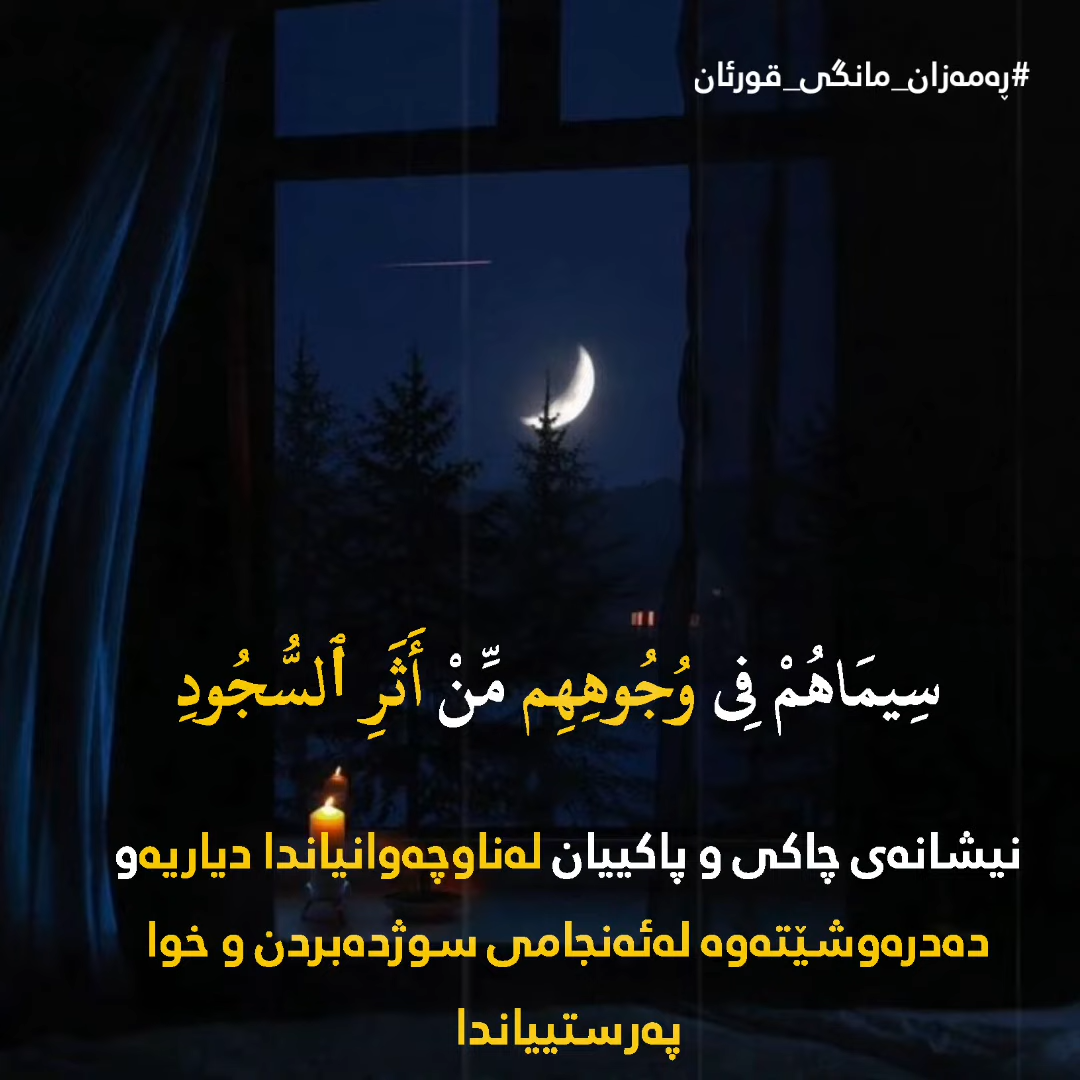 #ڕەمەزان_مانگی_قورئان
سِيمَاهُمْ فِى وُجُوهِهِم مِّنْ أَثَرِ ٱلسُّجُودِ
نیشانەی چاکی و پاکییان لەناوچەوانیاندا دیاریەو
دەدرەوشێتەوە لەئەنجامی سوژدەبردن و خوا
پەرستییاندا